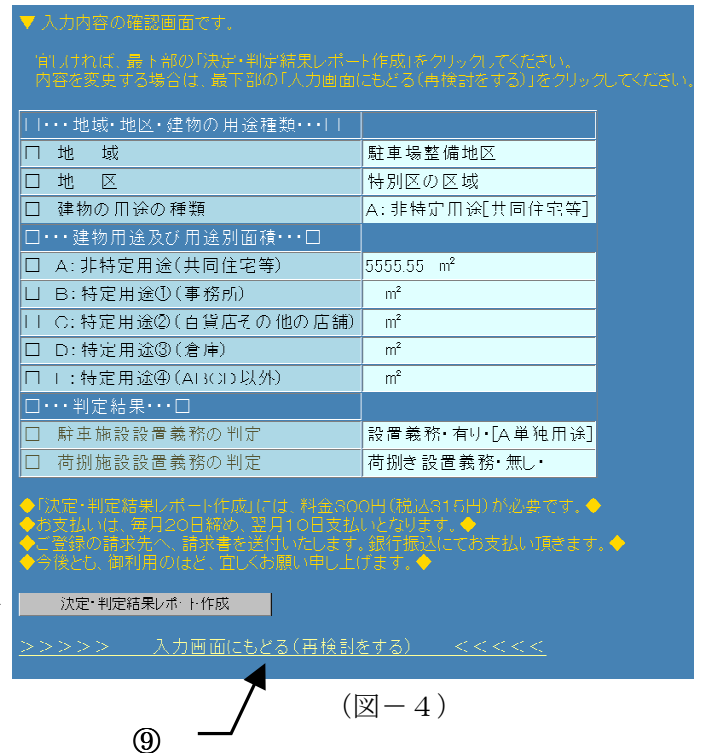 ▼ 入力内容の確認画面です。
宜しければ、最下部の「決定・判定結果レポート作成」をクリックしてください。
内容を変更する場合は、最下部の「入力画面にもどる(再検討をする)」をクリックしてください。
□・・・地域・地区・建物の用途種類・・・□
□ 地 域 駐車場整備地区
□ 地 区 特別区の区域
□ 建物の用途の種類 A:非特定用途[共同住宅等]
□・・・建物用途及び用途別面積・・・□
□ A:非特定用途(共同住宅等) 5555.55 m²
□ B:特定用途①(事務所) m²
□ C:特定用途②(百貨店その他の店舗) m²
□ D:特定用途③(倉庫) m²
□ E:特定用途④(ABCD以外) m²
□・・・判定結果・・・□
□ 駐車施設設置義務の判定 設置義務・有り・[A単独用途]
□ 荷捌施設設置義務の判定 荷捌き設置義務・無し・
◆「決定・判定結果レポート作成」には、料金300円(税込315円)が必要です。◆
◆お支払いは、毎月20日締め、翌月10日支払いとなります。◆
◆ご登録の請求先へ、請求書を送付いたします。銀行振込にてお支払い頂きます。◆
◆今後とも、御利用のほど、宜しくお願い申し上げます。◆
決定・判定結果レポート作成
>>>>> 入力画面にもどる(再検討をする) <<<<<
(図-4)
⑨